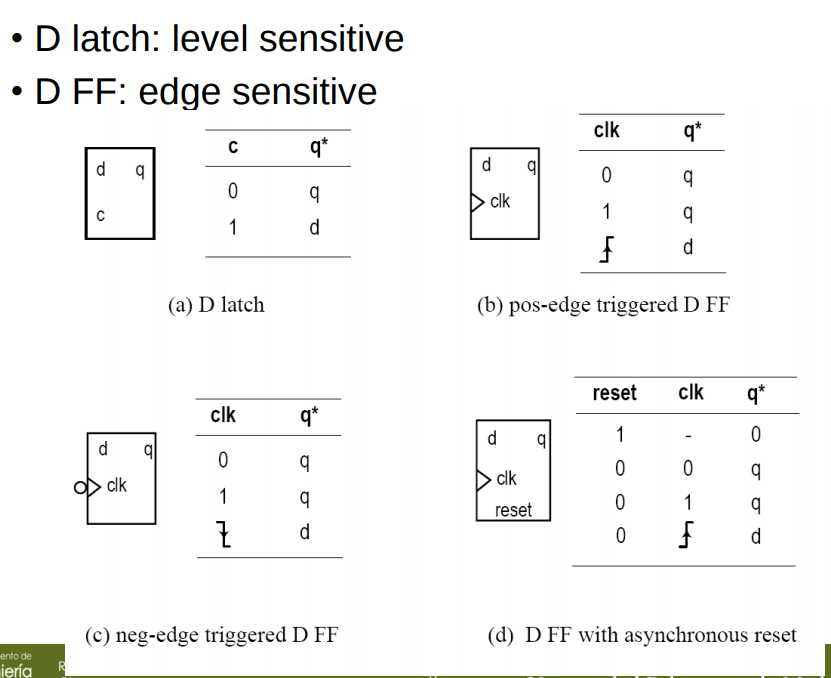 • D latch: level sensitive
• D FF: edge sensitive
d q
c
c q*
0 q
1 d
(a) D latch
d q
clk
clk q*
0 q
1 q
d
(b) pos-edge triggered D FF
d q
clk
clk q*
0 q
1 q
d
(c) neg-edge triggered D FF
d q
clk
reset
reset clk q*
1 - 0
0 0 q
0 1 q
0 d
(d) D FF with asynchronous reset
ento de
iería
R